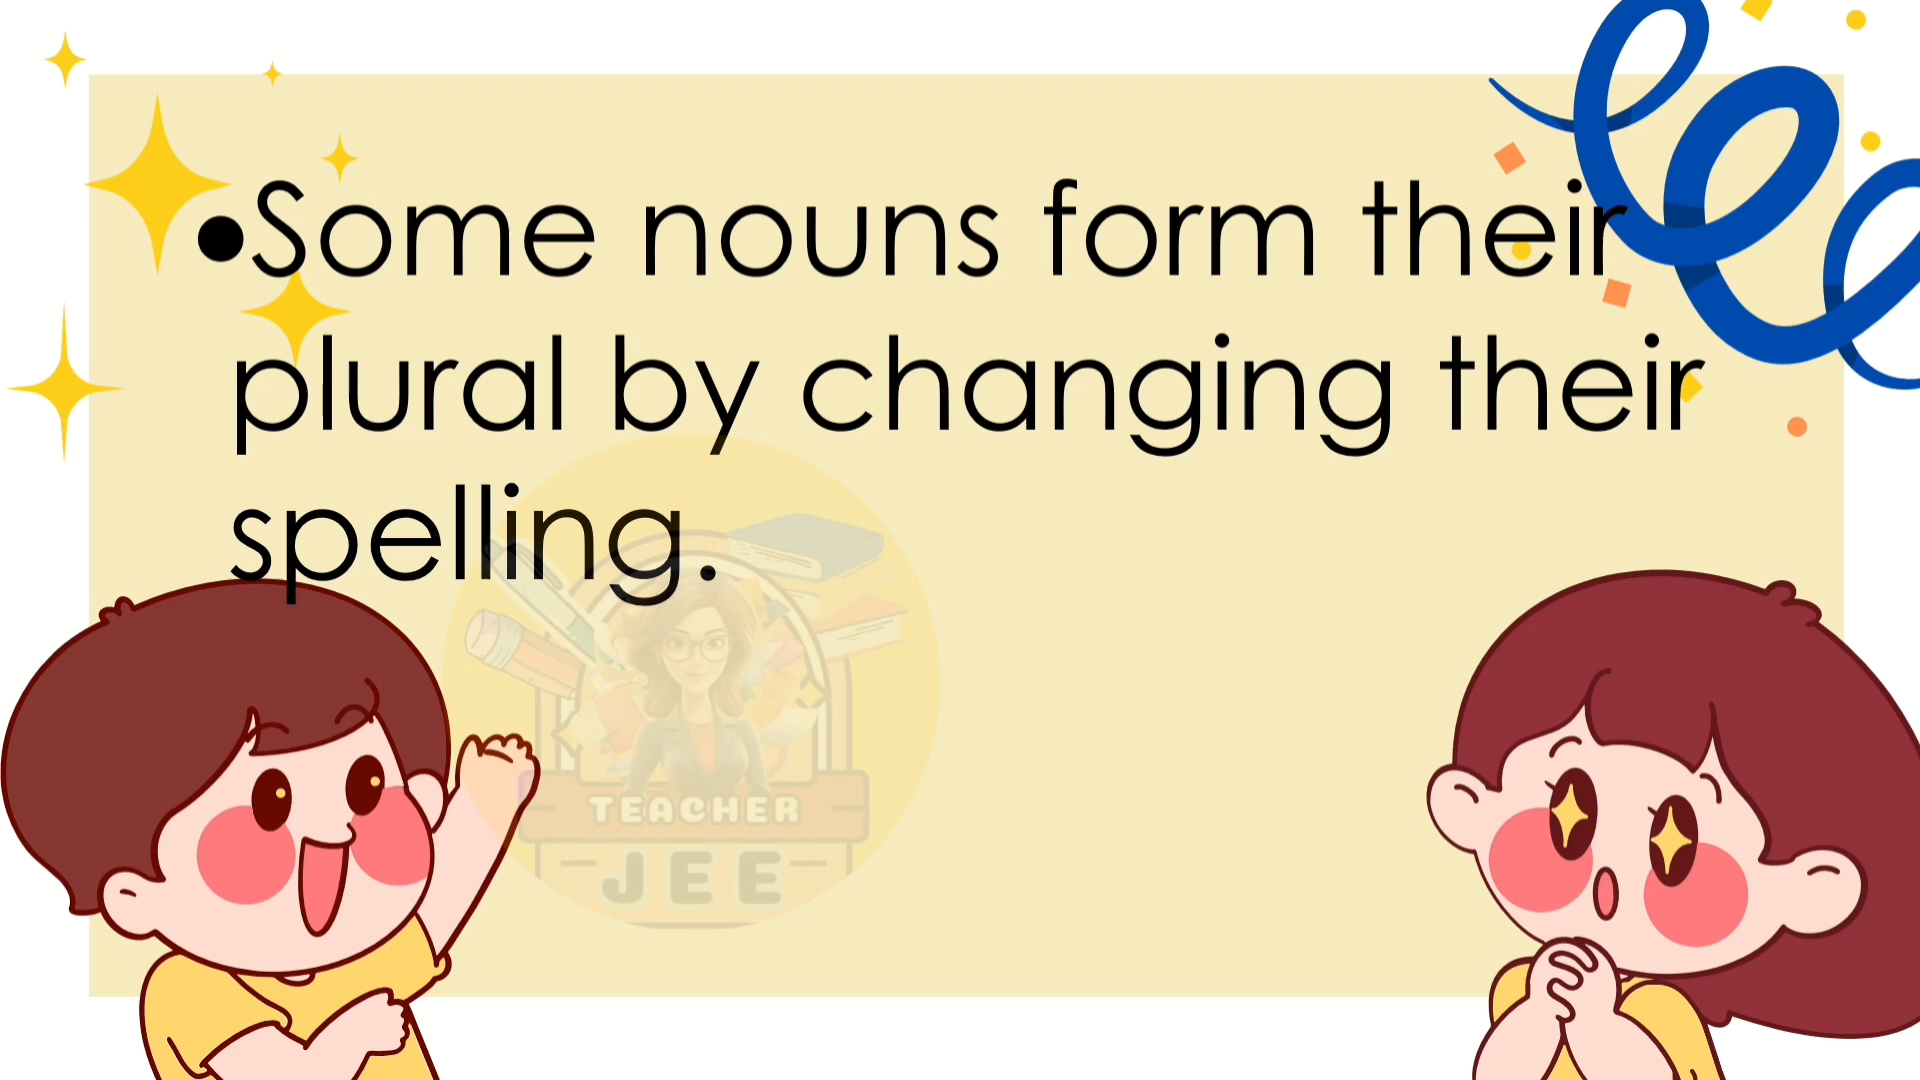 •Some nouns form their
plural by changing their
spelling.
TEACHER
JEE